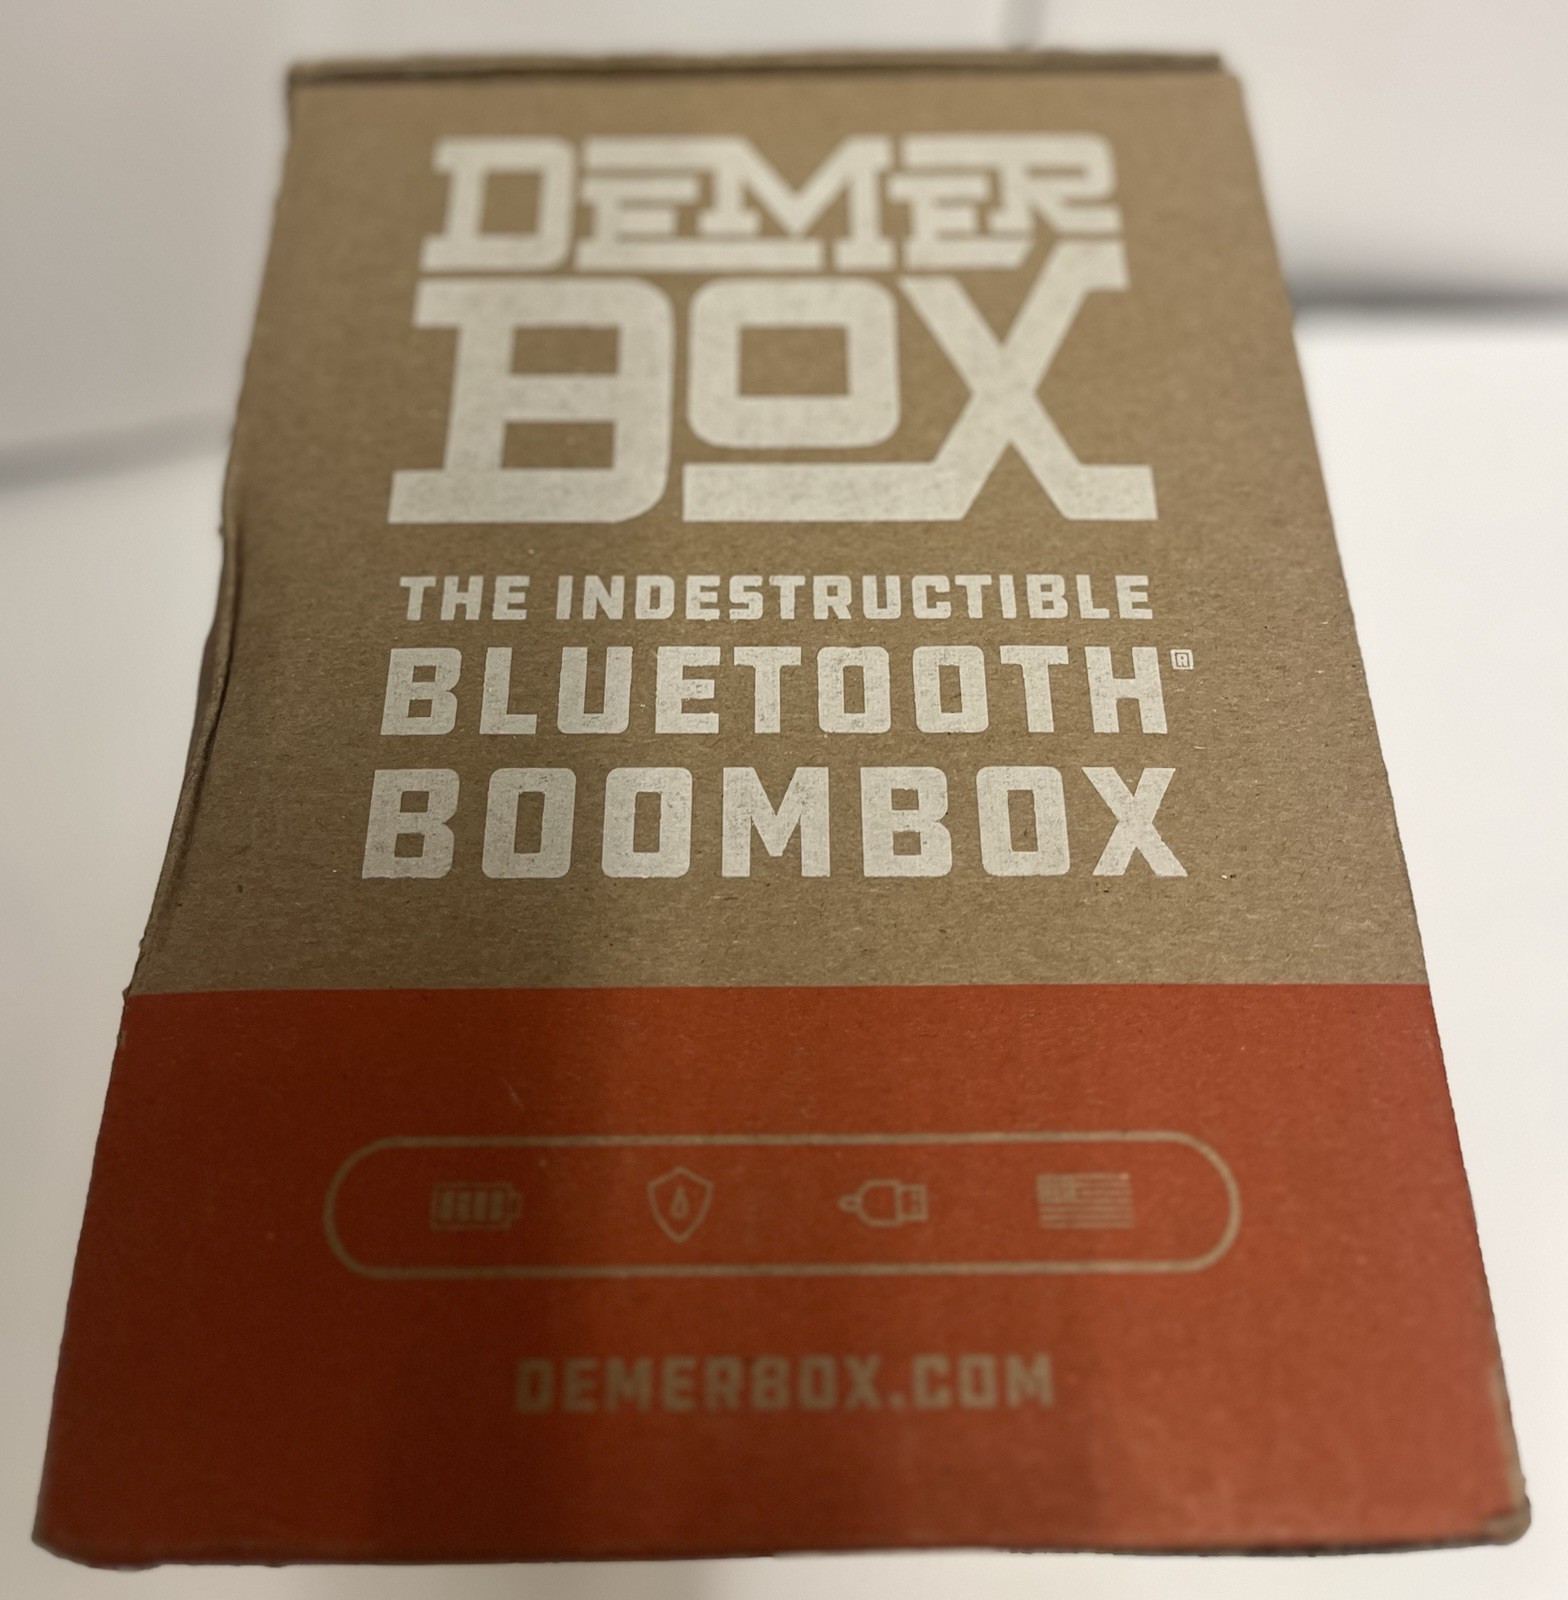 DEMER
BOX
THE INDESTRUCTIBLE
BLUETOOTH®
BOOMBOX
DEMERBOX.COM